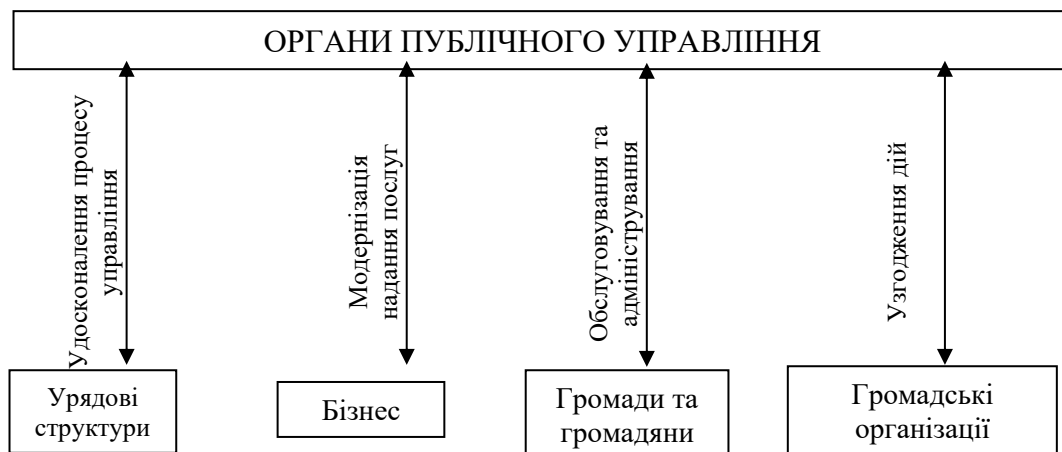 ОРГАНИ ПУБЛІЧНОГО УПРАВЛІННЯ
Удосконалення процесу
управління
Модернізація
надання послуг
Обслуговування та
адміністрування
Узгодження дій
Урядові
структури
Бізнес
Громади та
громадяни
Громадські
організації